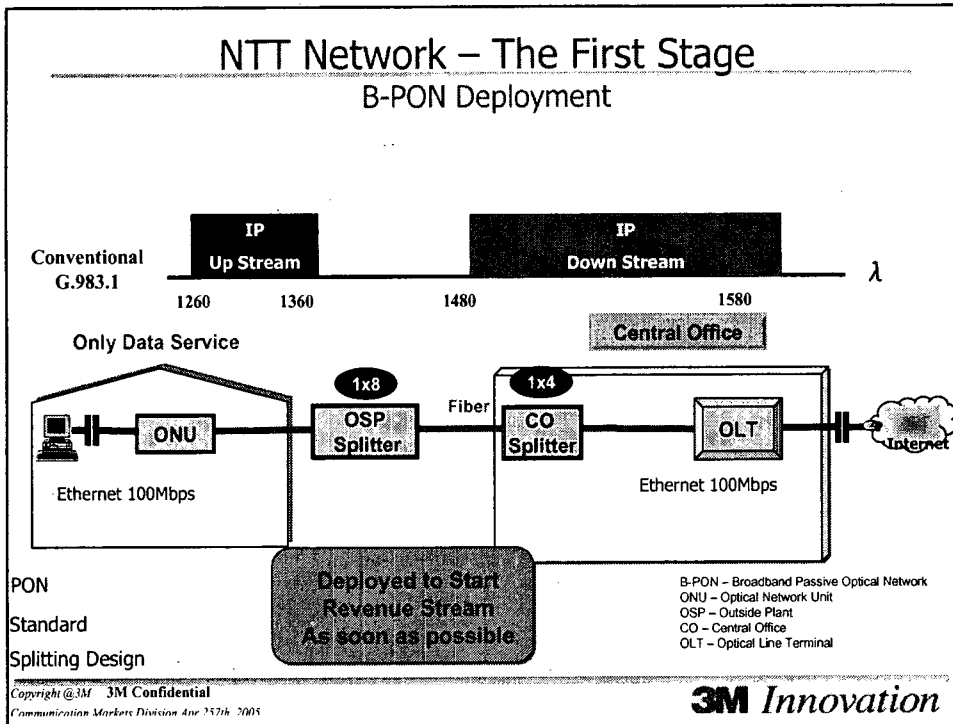 NTT Network – The First Stage
B-PON Deployment
IP
Up Stream
IP
Down Stream
Conventional
G.983.1
λ
1260
1360
1480
1580
Central Office
Only Data Service
1x8
1x4
ONU
OSP
Splitter
Fiber
CO
Splitter
OLT
Internet
Ethernet 100Mbps
Ethernet 100Mbps
Deployed to Start
Revenue Stream
As soon as possible
PON
Standard
Splitting Design
B-PON – Broadband Passive Optical Network
ONU – Optical Network Unit
OSP – Outside Plant
CO – Central Office
OLT – Optical Line Terminal
Copyright @3M 3M Confidential
Communication Markets Division Apr 257th, 2005
3M Innovation